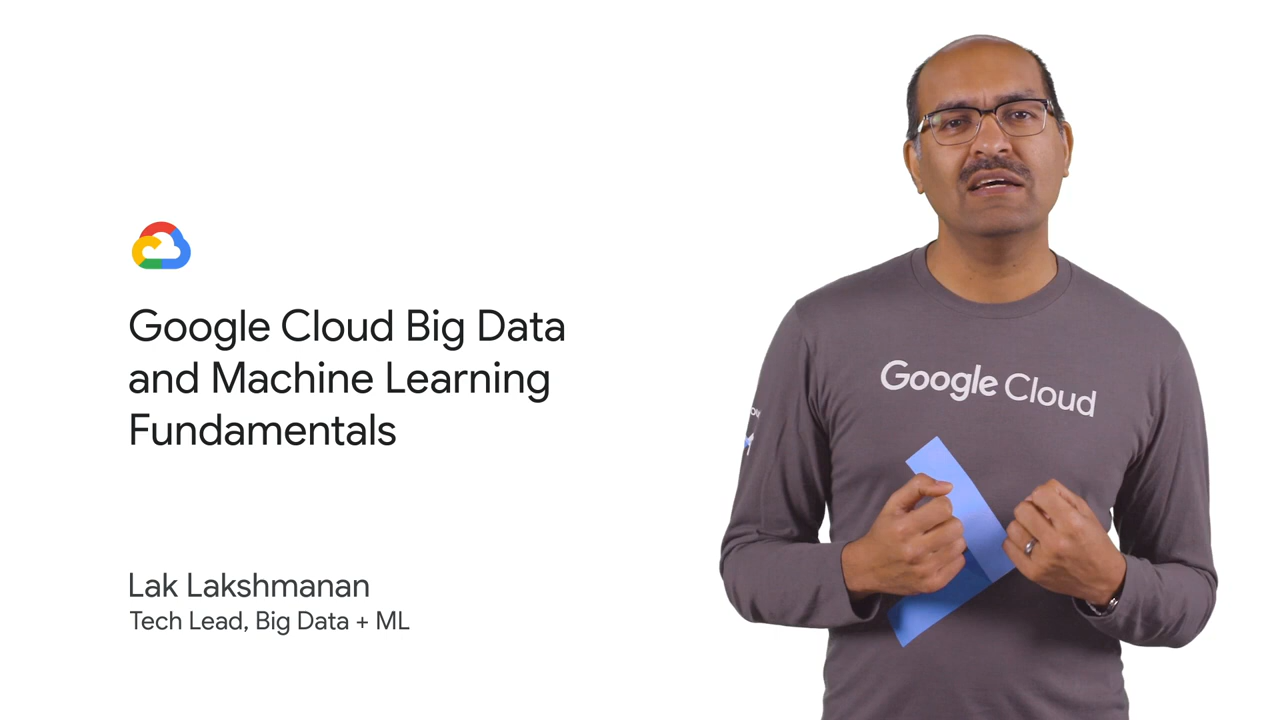 Google Cloud Big Data
and Machine Learning
Fundamentals
Lak Lakshmanan
Tech Lead, Big Data + ML
Google Cloud